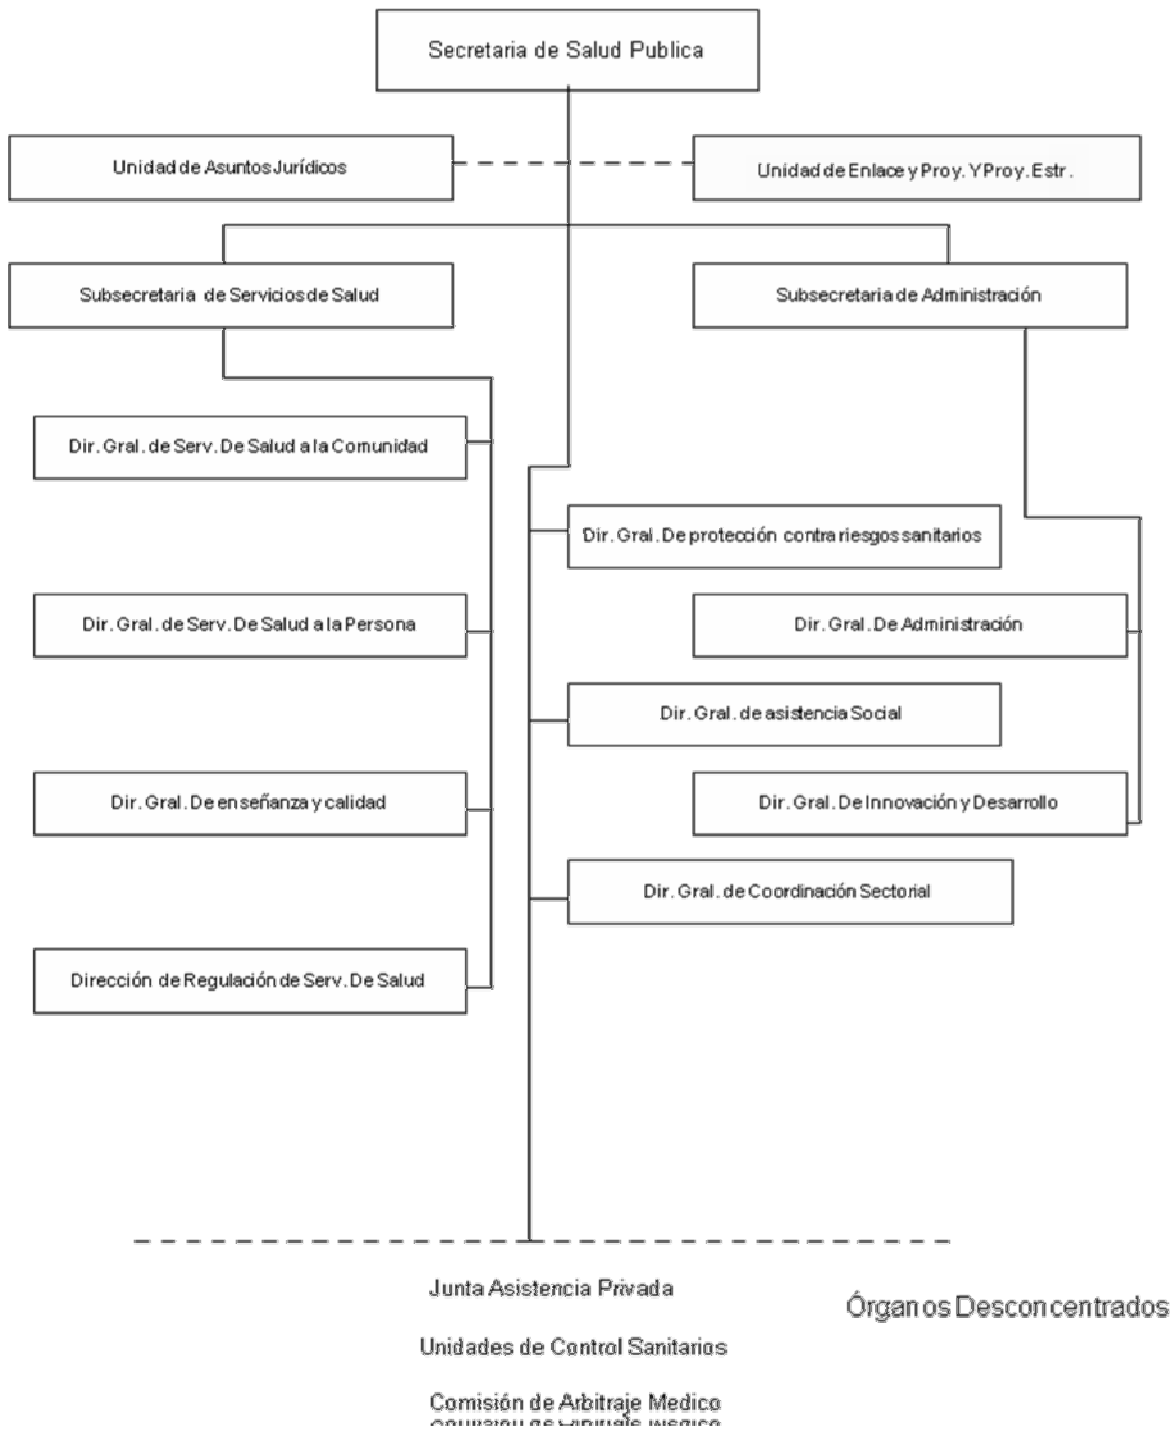 Secretaria de Salud Publica
Unidad de Asuntos Jurídicos
Unidad de Enlace y Proy. Y Proy. Estr.
Subsecretaria de Servicios de Salud
Subsecretaria de Administración
Dir. Gral. de Serv. De Salud a la Comunidad
Dir. Gral. De protección contra riesgos sanitarios
Dir. Gral. de Serv. De Salud a la Persona
Dir. Gral. De Administración
Dir. Gral. de asistencia Social
Dir. Gral. De enseñanza y calidad
Dir. Gral. De Innovación y Desarrollo
Dir. Gral. de Coordinación Sectorial
Dirección de Regulación de Serv. De Salud
Junta Asistencia Privada
Órganos Desconcentrados
Unidades de Control Sanitarios
Comisión de Arbitraje Medico